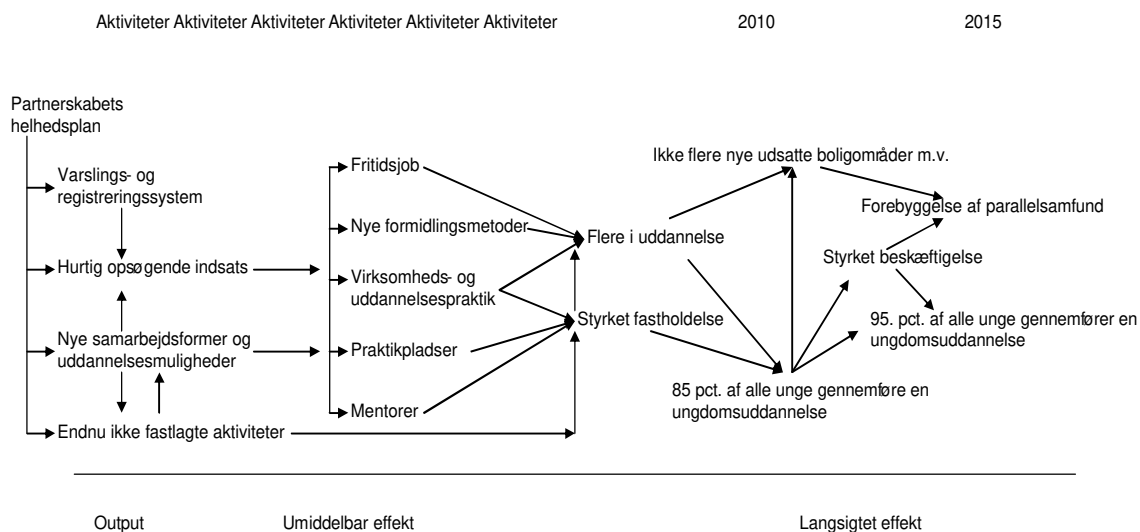 Aktiviteter Aktiviteter Aktiviteter Aktiviteter Aktiviteter Aktiviteter
2010
2015
Partnerskabets
helhedsplan
Varslings- og
registreringssystem
Hurtig opsøgende indsats
Nye samarbejdsformer og
uddannelsesmuligheder
Endnu ikke fastlagte aktiviteter
Fritidsjob
Nye formidlingsmetoder
Virksomheds- og
uddannelsespraktik
Praktikpladser
Mentorer
Flere i uddannelse
Styrket fastholdelse
Ikke flere nye udsatte boligområder m.v.
85 pct. af alle unge gennemføre en
ungdomsuddannelse
Forebyggelse af parallelsamfund
Styrket beskæftigelse
95. pct. af alle unge gennemfører en
ungdomsuddannelse
Output
Umiddelbar effekt
Langsigtet effekt